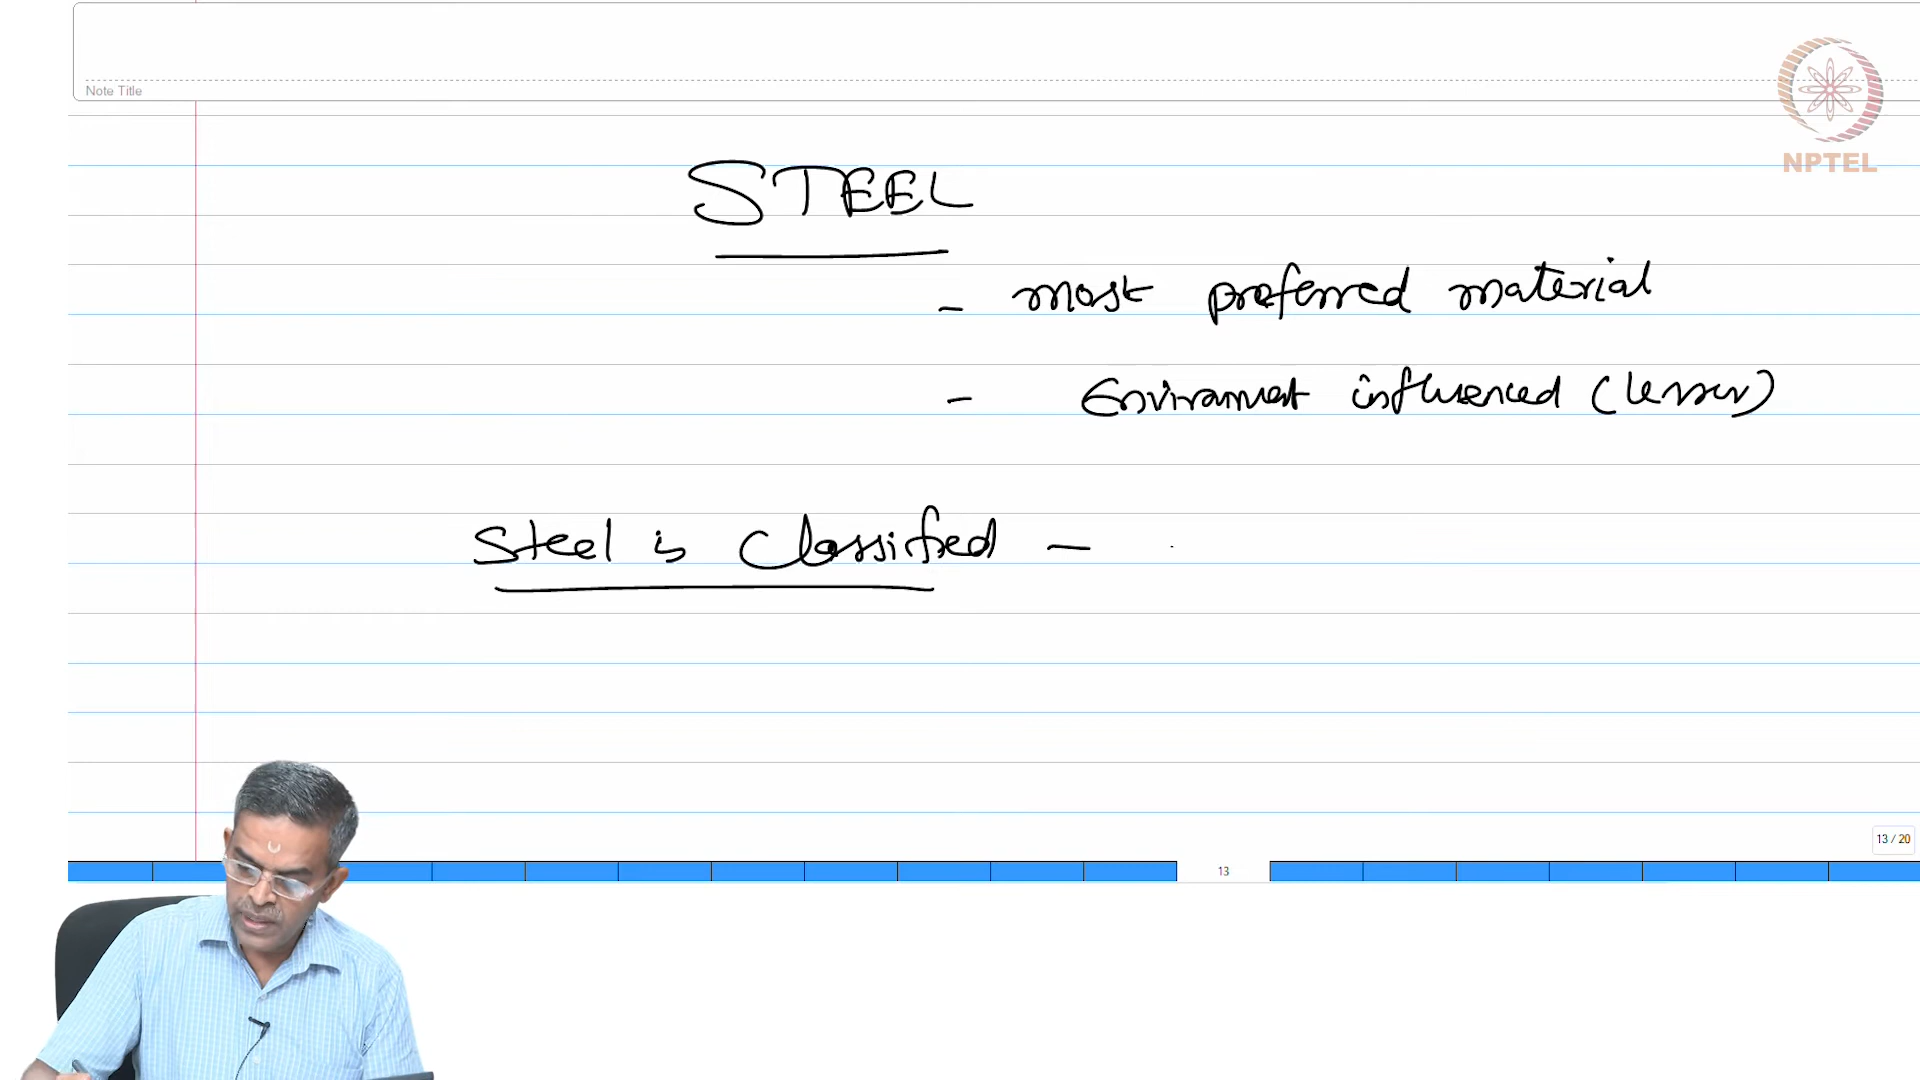 Note Title
NPTEL
STEEL
- most preferred material
- Environment influenced (lesser)
Steel is classified -
13 / 20
13